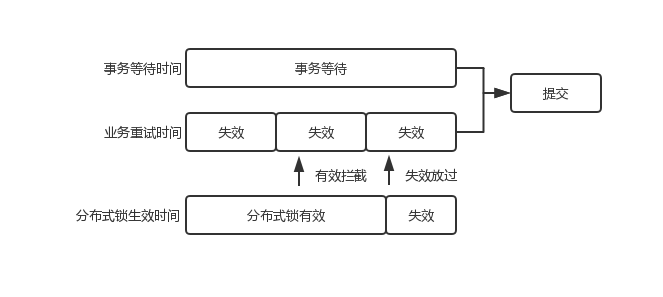 事务等待时间 事务等待
提交
业务重试时间 失效 失效 失效
有效拦截 失效放过
分布式锁生效时间 分布式锁有效 失效